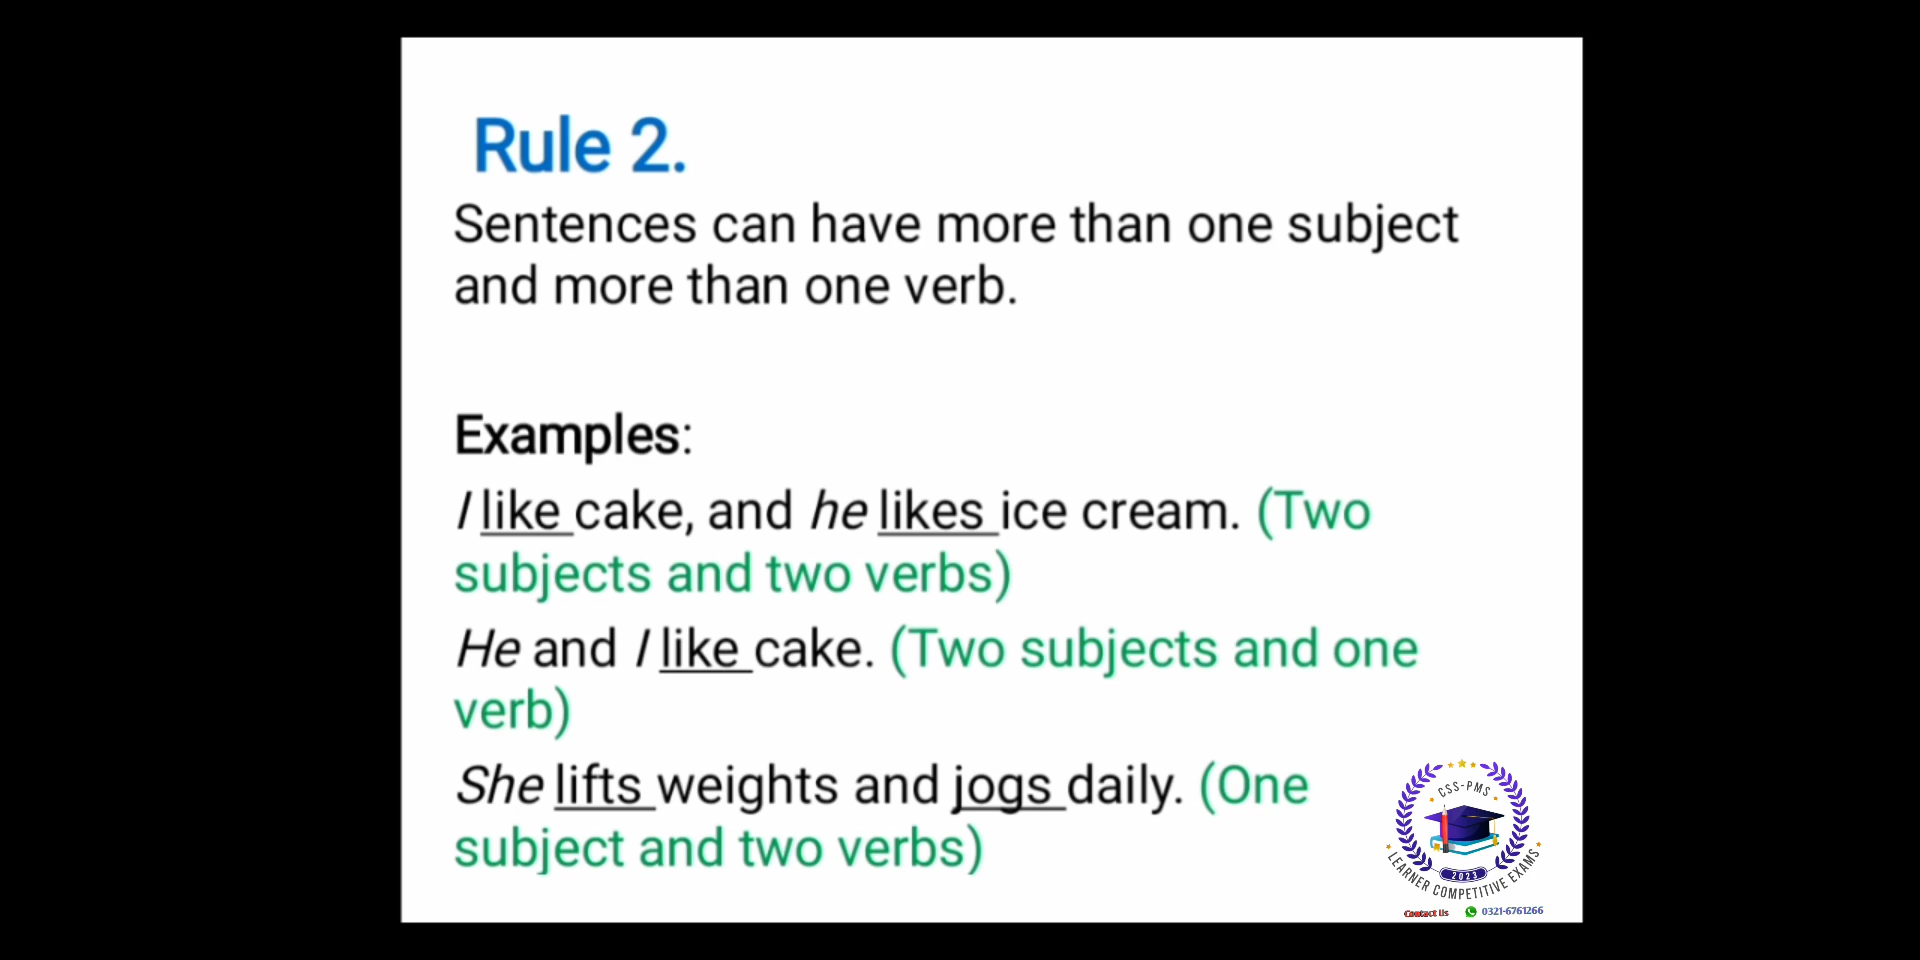 Rule 2.
Sentences can have more than one subject
and more than one verb.
Examples:
I like cake, and he likes ice cream. (Two
subjects and two verbs)
He and I like cake. (Two subjects and one
verb)
She lifts weights and jogs daily. (One
subject and two verbs)
CSS-PMS
2023
LEARNER COMPETITIVE EXAMS
Contact Us 0321-6761266